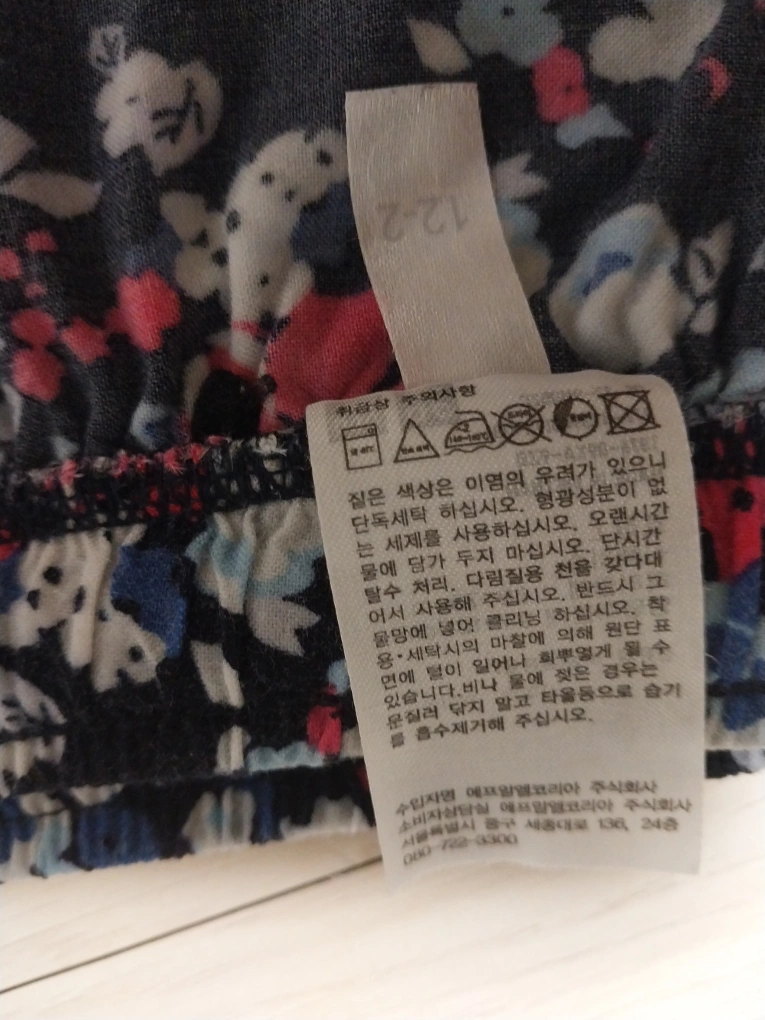 12-2
취급상 주의사항
짙은 색상은 이염의 우려가 있으니
단독세탁 하십시오. 형광성분이 없
는 세제를 사용하십시오. 오랜시간
물에 담가 두지 마십시오. 단시간
탈수 처리. 다림질용 천을 갖다대
어서 사용해 주십시오. 반드시 그
물망에 넣어 클리닝 하십시오. 착
용·세탁시의 마찰에 의해 원단 표
면에 털이 일어나 희뿌옇게 될 수
있습니다.비나 물에 젖은 경우는
문질러 닦지 말고 타올등으로 습기
를 흡수제거해 주십시오.
수입자명 에프알엘코리아 주식회사
소비자상담실 에프알엘코리아 주식회사
서울특별시 중구 세종대로 136, 24층
080-722-3300